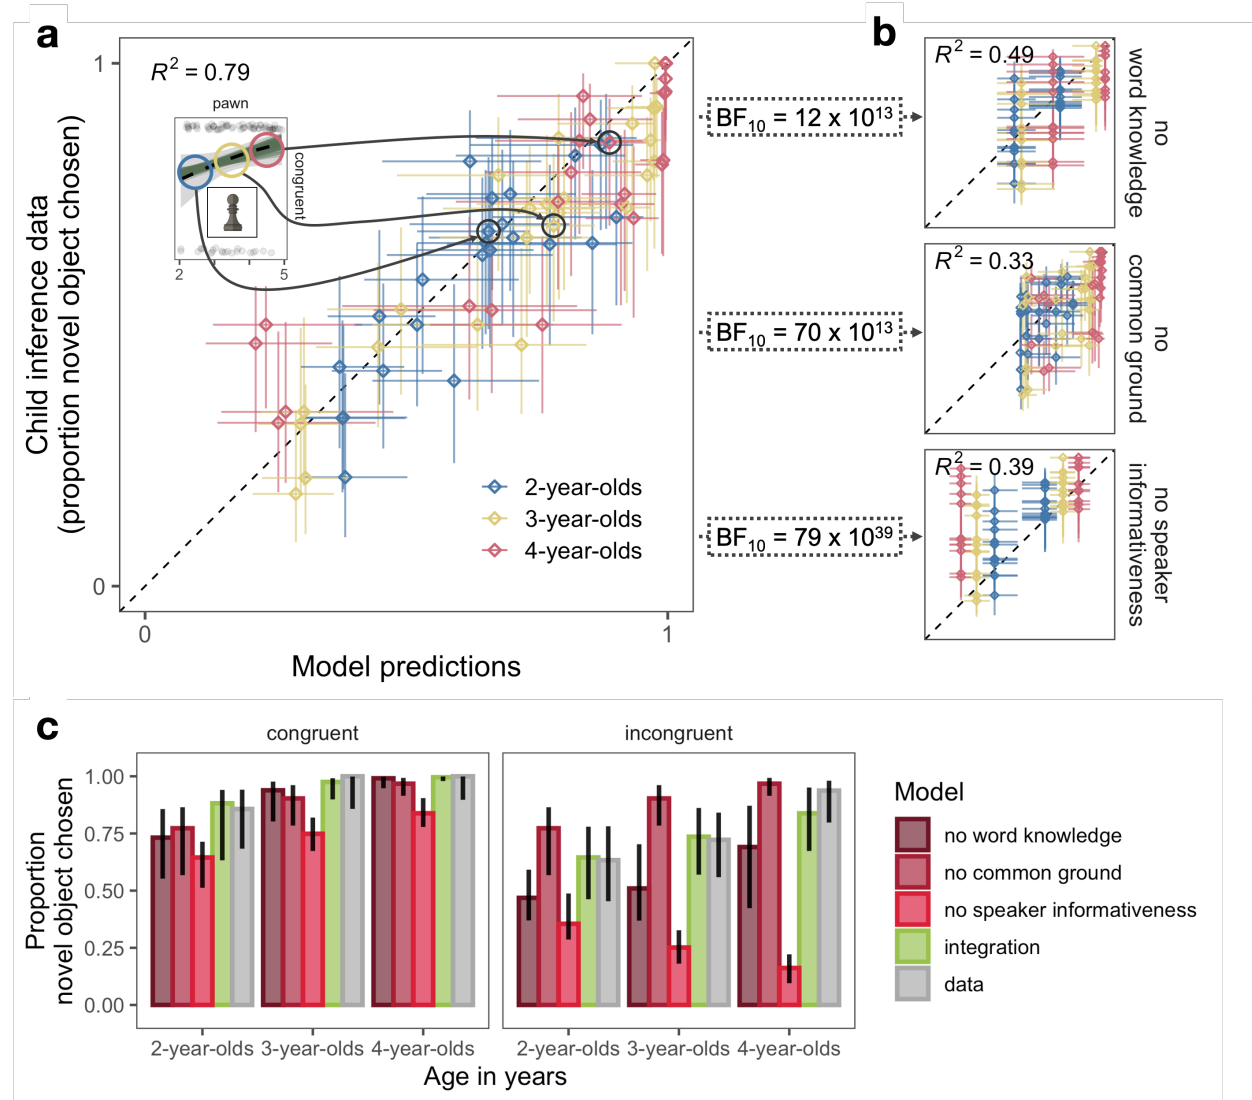 a
R² = 0.79
pawn
congruent
2
5
1
0
0
1
Child inference data
(proportion novel object chosen)
Model predictions
2-year-olds
3-year-olds
4-year-olds
BF₁₀ = 12 x 10¹³
BF₁₀ = 70 x 10¹³
BF₁₀ = 79 x 10³⁹
b
R² = 0.49
no
word knowledge
R² = 0.33
no
common ground
R² = 0.39
no speaker
informativeness
c
congruent
incongruent
1.00
0.75
0.50
0.25
0.00
Proportion
novel object chosen
2-year-olds
3-year-olds
4-year-olds
2-year-olds
3-year-olds
4-year-olds
Age in years
Model
no word knowledge
no common ground
no speaker informativeness
integration
data